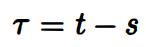 τ = t − s